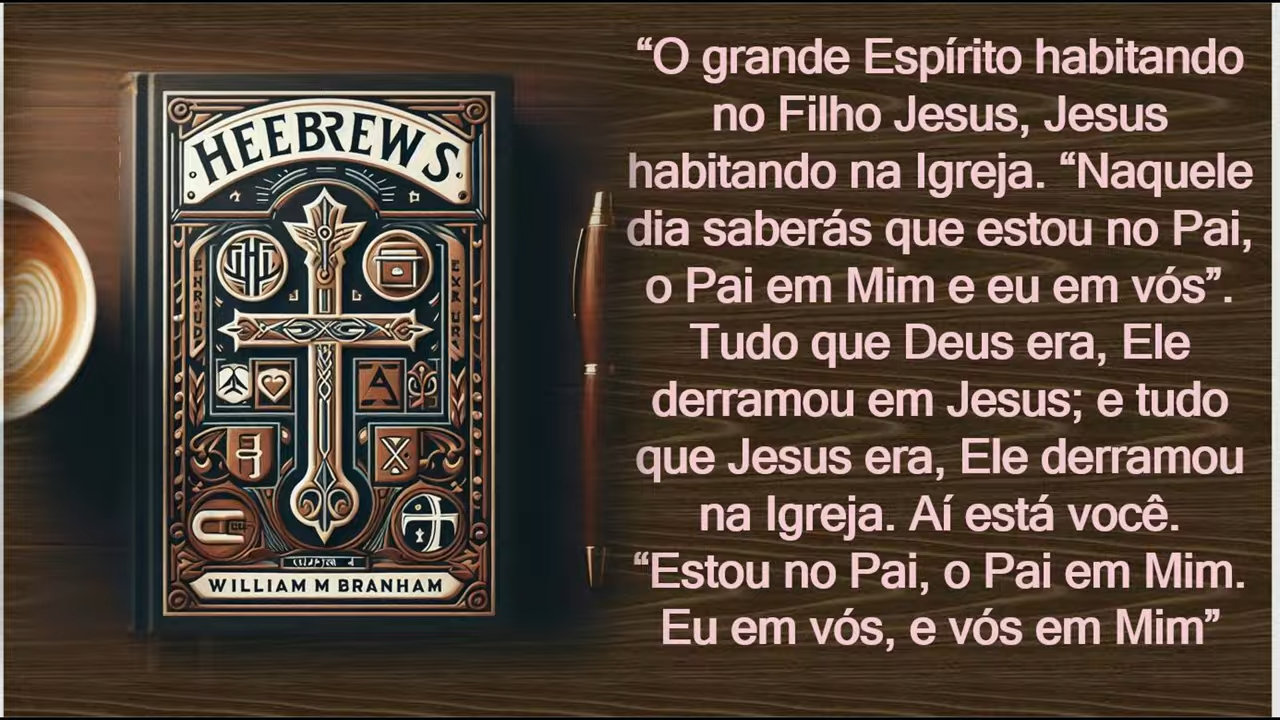 HEEBREWS
WILLIAM M BRANHAM
“O grande Espírito habitando
no Filho Jesus, Jesus
habitando na Igreja. “Naquele
dia saberás que estou no Pai,
o Pai em Mim e eu em vós”.
Tudo que Deus era, Ele
derramou em Jesus; e tudo
que Jesus era, Ele derramou
na Igreja. Aí está você.
“Estou no Pai, o Pai em Mim.
Eu em vós, e vós em Mim”